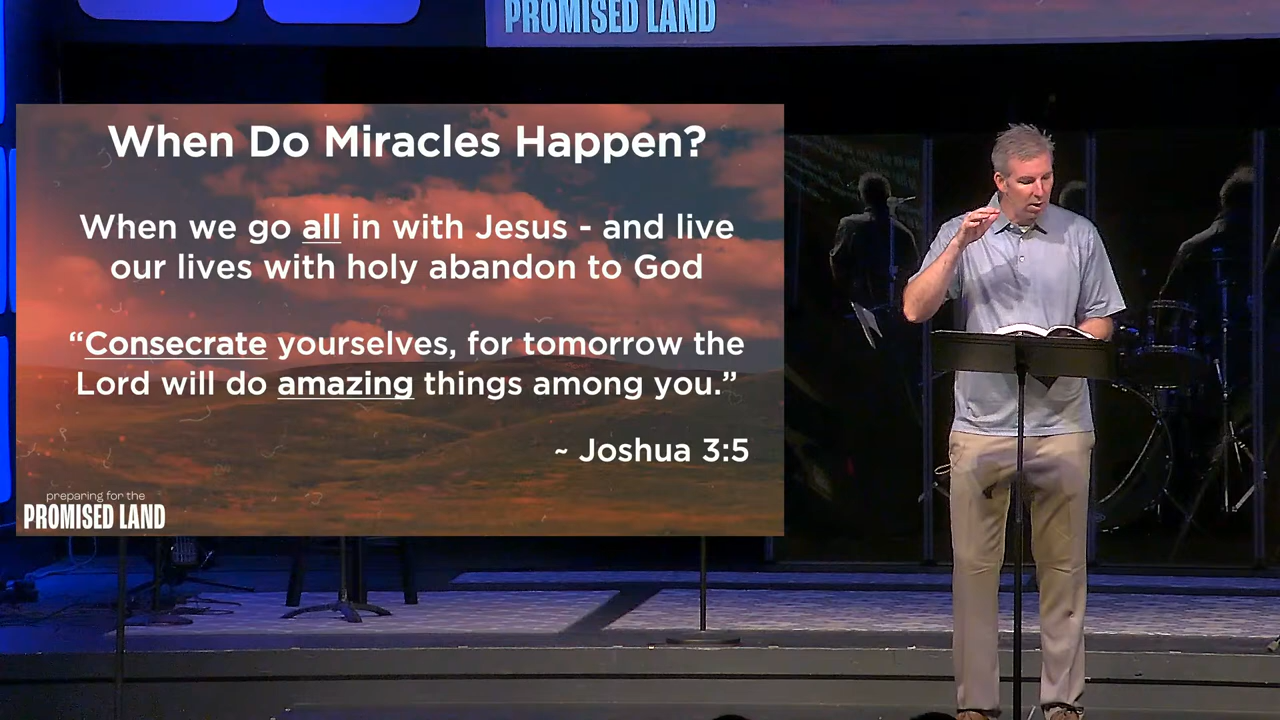 PROMISED LAND
When Do Miracles Happen?
When we go all in with Jesus - and live
our lives with holy abandon to God
“Consecrate yourselves, for tomorrow the
Lord will do amazing things among you.”
~ Joshua 3:5
preparing for the
PROMISED LAND